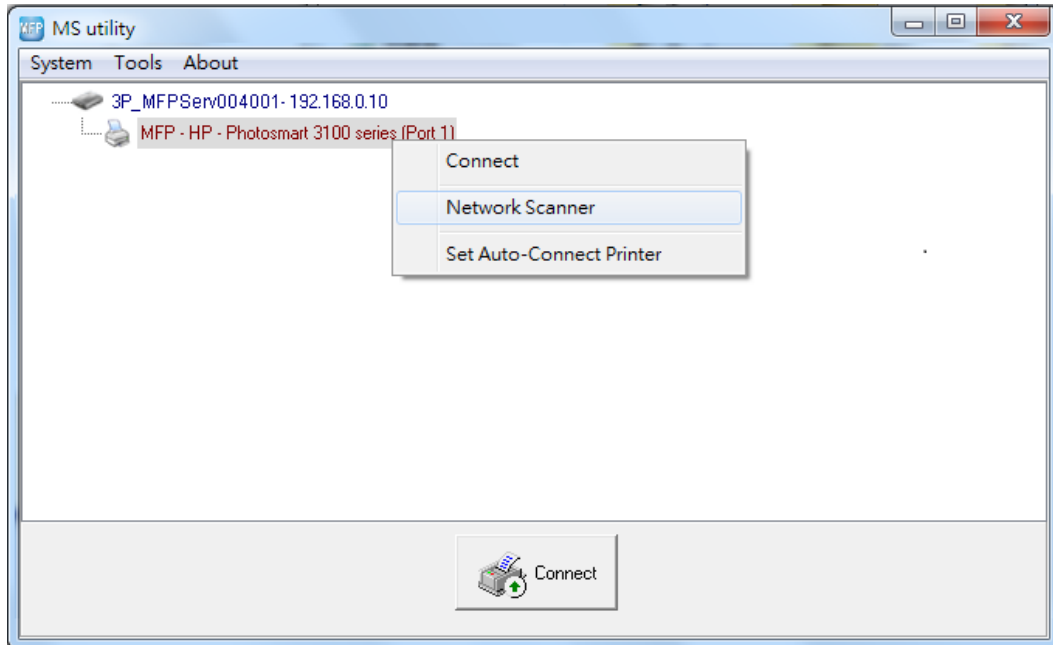 MFP MS utility
System Tools About
3P_MFPServ004001- 192.168.0.10
MFP - HP - Photosmart 3100 series (Port 1)
Connect
Network Scanner
Set Auto-Connect Printer
Connect